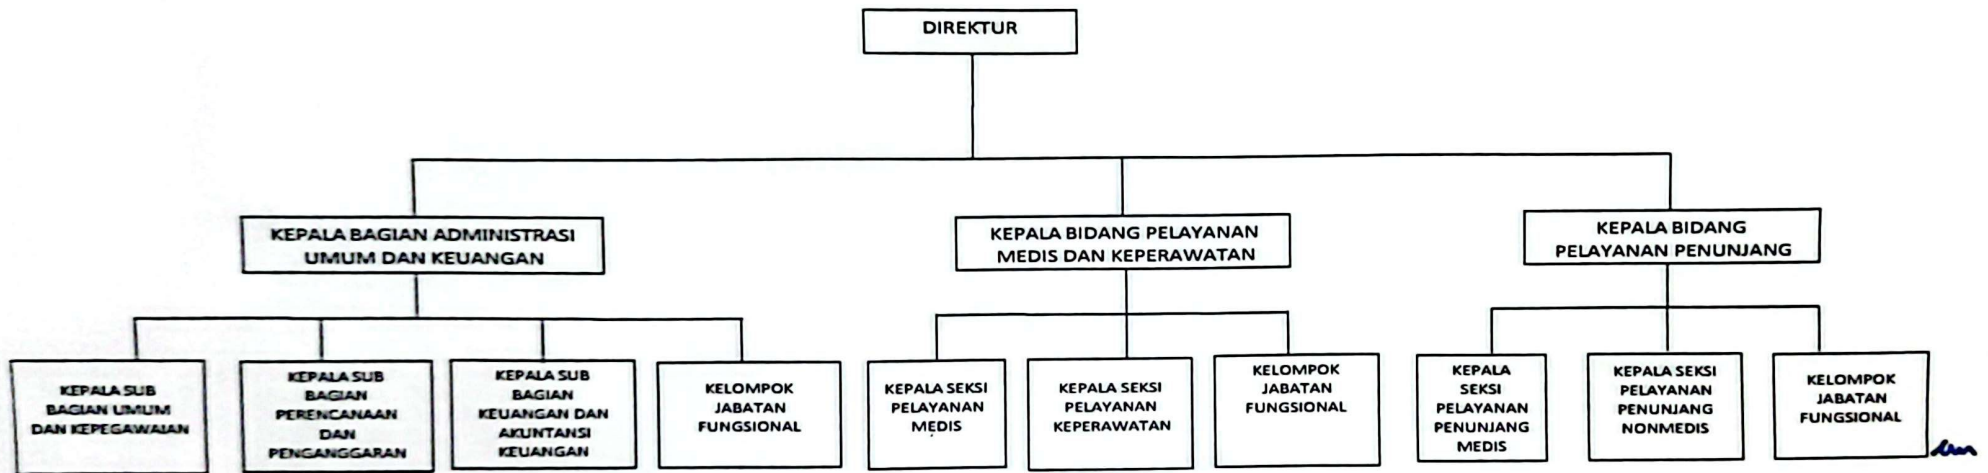 DIREKTUR
KEPALA BAGIAN ADMINISTRASI
UMUM DAN KEUANGAN
KEPALA BIDANG PELAYANAN
MEDIS DAN KEPERAWATAN
KEPALA BIDANG
PELAYANAN PENUNJANG
KEPALA SUB
BAGIAN UMUM
DAN KEPEGAWAIAN
KEPALA SUB
BAGIAN
PERENCANAAN
DAN
PENGANGGARAN
KEPALA SUB
BAGIAN
KEUANGAN DAN
AKUNTANSI
KEUANGAN
KELOMPOK
JABATAN
FUNGSIONAL
KEPALA SEKSI
PELAYANAN
MEDIS
KEPALA SEKSI
PELAYANAN
KEPERAWATAN
KELOMPOK
JABATAN
FUNGSIONAL
KEPALA
SEKSI
PELAYANAN
PENUNJANG
MEDIS
KEPALA SEKSI
PELAYANAN
PENUNJANG
NONMEDIS
KELOMPOK
JABATAN
FUNGSIONAL